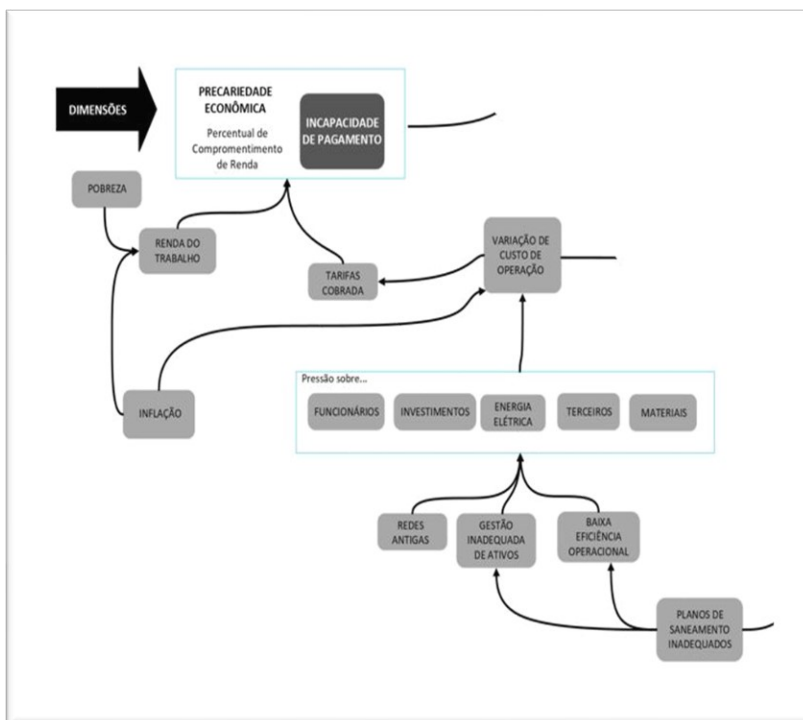 DIMENSÕES
PRECARIEDADE
ECONÔMICA
Percentual de
Compromentimento
de Renda
INCAPACIDADE
DE PAGAMENTO
POBREZA
RENDA DO
TRABALHO
TARIFAS
COBRADA
VARIAÇÃO DE
CUSTO DE
OPERAÇÃO
INFLAÇÃO
Pressão sobre...
FUNCIONÁRIOS
INVESTIMENTOS
ENERGIA
ELÉTRICA
TERCEIROS
MATERIAIS
REDES
ANTIGAS
GESTÃO
INADEQUADA
DE ATIVOS
BAIXA
EFICIÊNCIA
OPERACIONAL
PLANOS DE
SANEAMENTO
INADEQUADOS